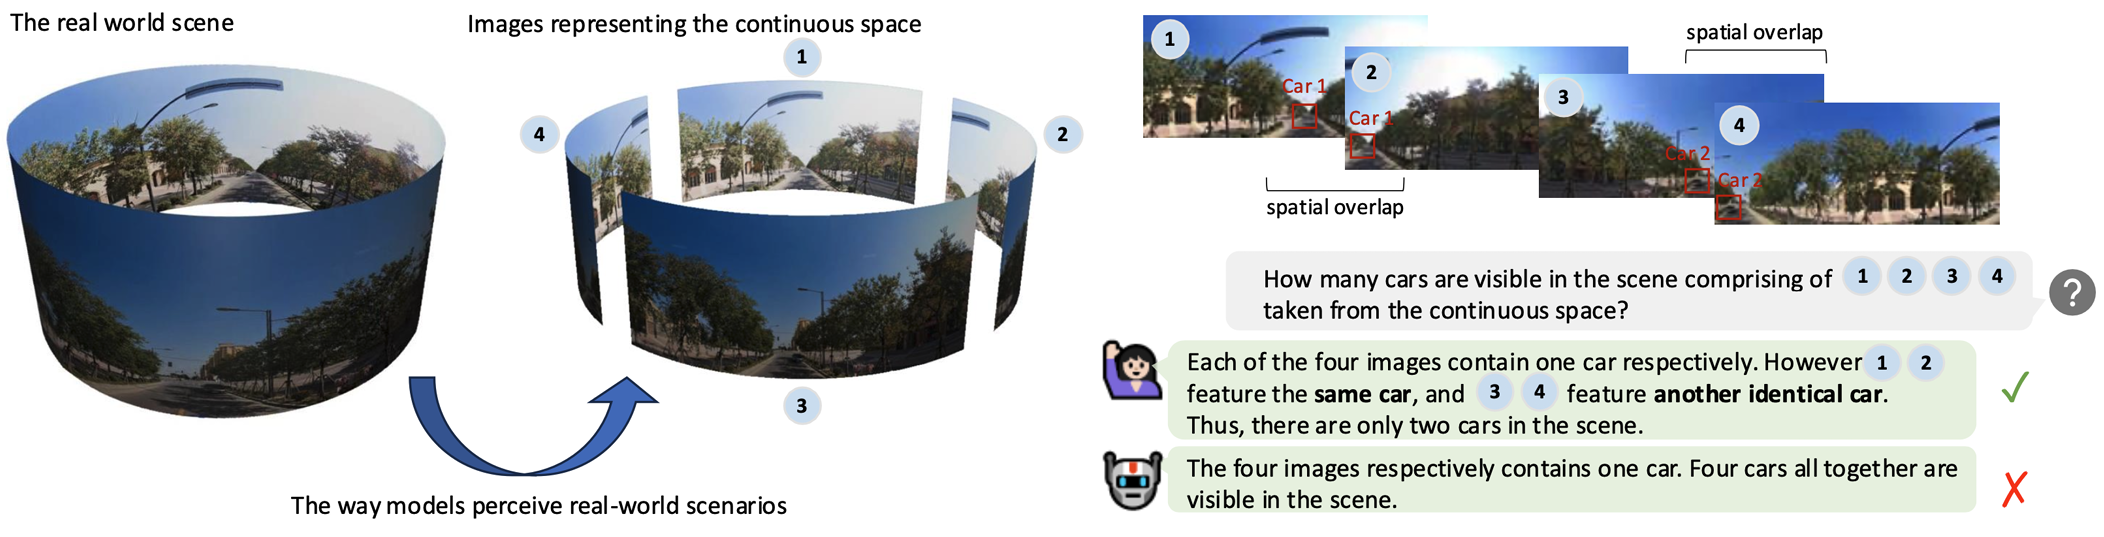 The real world scene
Images representing the continuous space
1
4
2
3
The way models perceive real-world scenarios
1
Car 1
2
Car 1
spatial overlap
spatial overlap
3
Car 2
4
Car 2
How many cars are visible in the scene comprising of 1 2 3 4
taken from the continuous space?
?
Each of the four images contain one car respectively. However 1 2
feature the same car, and 3 4 feature another identical car.
Thus, there are only two cars in the scene.
The four images respectively contains one car. Four cars all together are
visible in the scene.